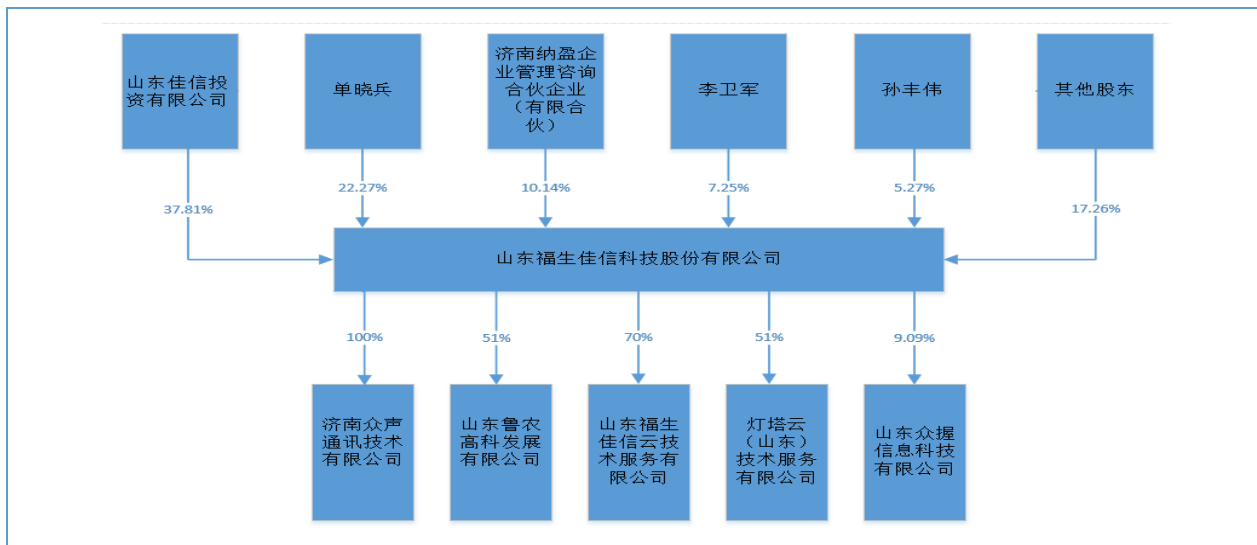 山东佳信投
资有限公司
单晓兵
济南纳盈企
业管理咨询
合伙企业
（有限合
伙）
李卫军
孙丰伟
其他股东
37.81%
22.27%
10.14%
7.25%
5.27%
17.26%
山东福生佳信科技股份有限公司
100%
51%
70%
51%
9.09%
济南众声
通讯技术
有限公司
山东鲁农
高科发展
有限公司
山东福生
佳信云技
术服务有
限公司
灯塔云
（山东）
技术服务
有限公司
山东众握
信息科技
有限公司